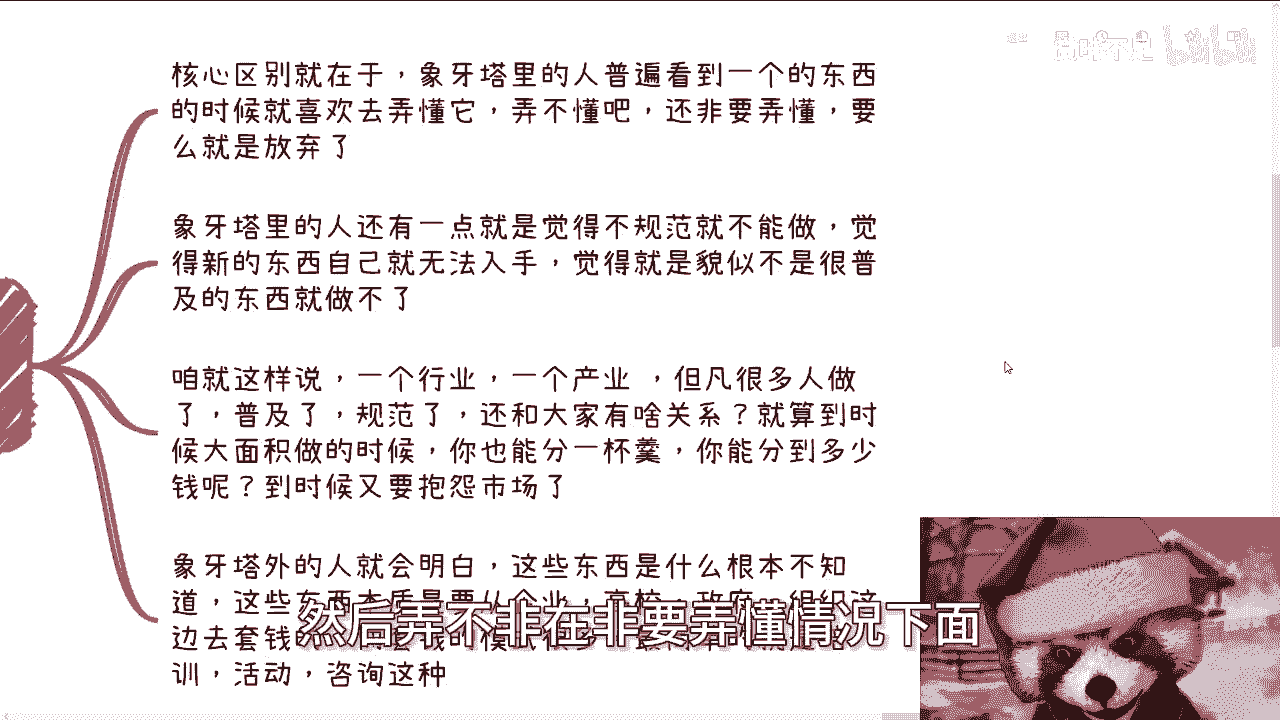 核心区别就在于，象牙塔里的人普遍看到一个的东西
的时候就喜欢去弄懂它，弄不懂吧，还非要弄懂，要
么就是放弃了
象牙塔里的人还有一点就是觉得不规范就不能做，觉
得新的东西自己就无法入手，觉得就是貌似不是很普
及的东西就做不了
咱就这样说，一个行业，一个产业 ，但凡很多人做
了，普及了，规范了，还和大家有啥关系？就算到时
候大面积做的时候，你也能分一杯羹，你能分到多少
钱呢？到时候又要抱怨市场了
象牙塔外的人就会明白，这些东西是什么根本不知
道，这些东西本质是要从企业，高校，政府，组织这
边去套钱的
训，活动，咨询这种
然后弄不非在非要弄懂情况下面
bilibili